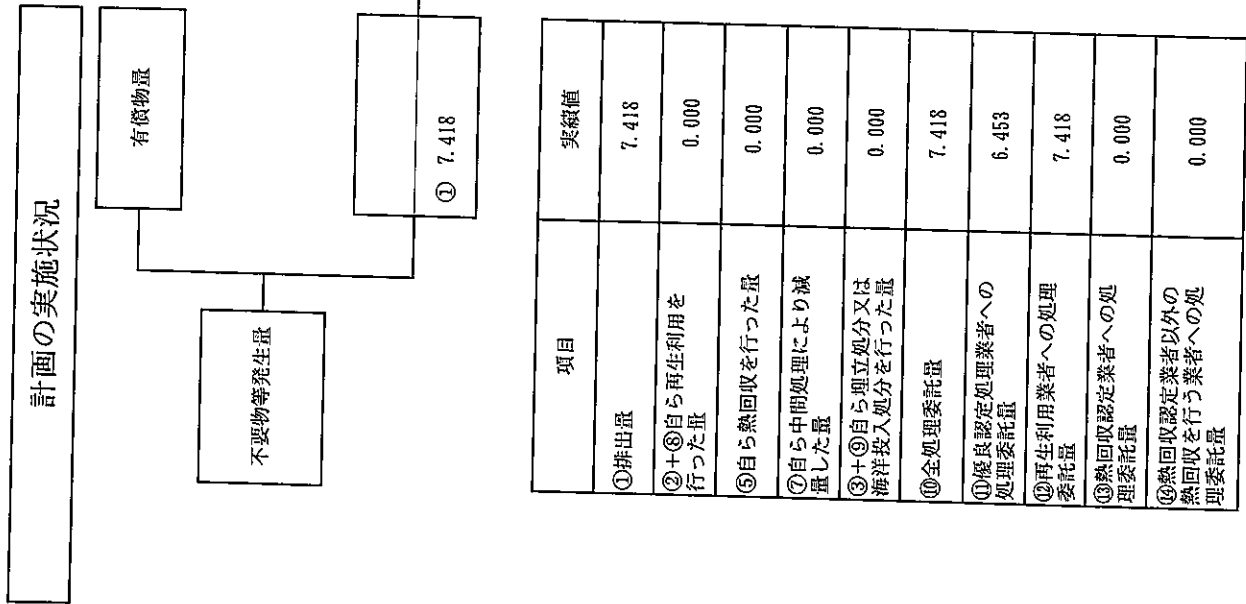 計画の実施状況
有償物量
不要物等発生量
① 7.418
項目
実績値
①排出量
7.418
②+⑧自ら再生利用を
行った量
0.000
⑤自ら熱回収を行った量
0.000
⑦自ら中間処理により減
量した量
0.000
③+⑨自ら埋立処分又は
海洋投入処分を行った量
0.000
⑩全処理委託量
7.418
⑪優良認定処理業者への
処理委託量
6.453
⑫再生利用業者への処理
委託量
7.418
⑬熱回収認定業者への処
理委託量
0.000
⑭熱回収認定業者以外の
熱回収を行う業者への処
理委託量
0.000